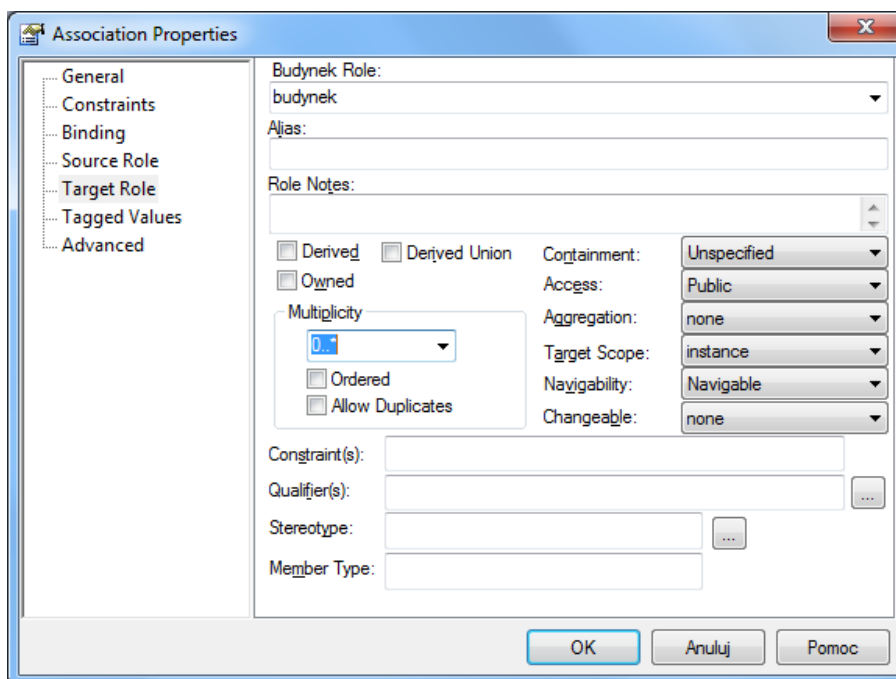 Association Properties
General
Constraints
Binding
Source Role
Target Role
Tagged Values
Advanced
Budynek Role:
budynek
Alias:
Role Notes:
Derived
Derived Union
Owned
Multiplicity
0..*
Ordered
Allow Duplicates
Containment: Unspecified
Access: Public
Aggregation: none
Target Scope: instance
Navigability: Navigable
Changeable: none
Constraint(s):
Qualifier(s):
...
Stereotype:
...
Member Type:
OK
Anuluj
Pomoc